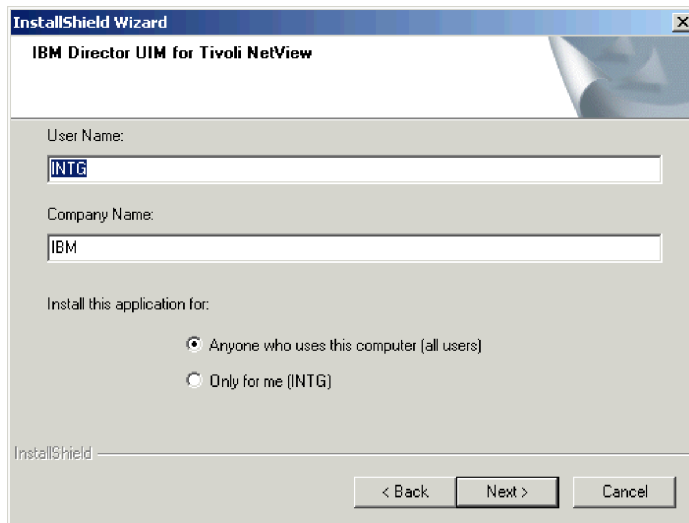 InstallShield Wizard
IBM Director UIM for Tivoli NetView
User Name:
INTG
Company Name:
IBM
Install this application for:
Anyone who uses this computer (all users)
Only for me (INTG)
InstallShield
< Back
Next >
Cancel